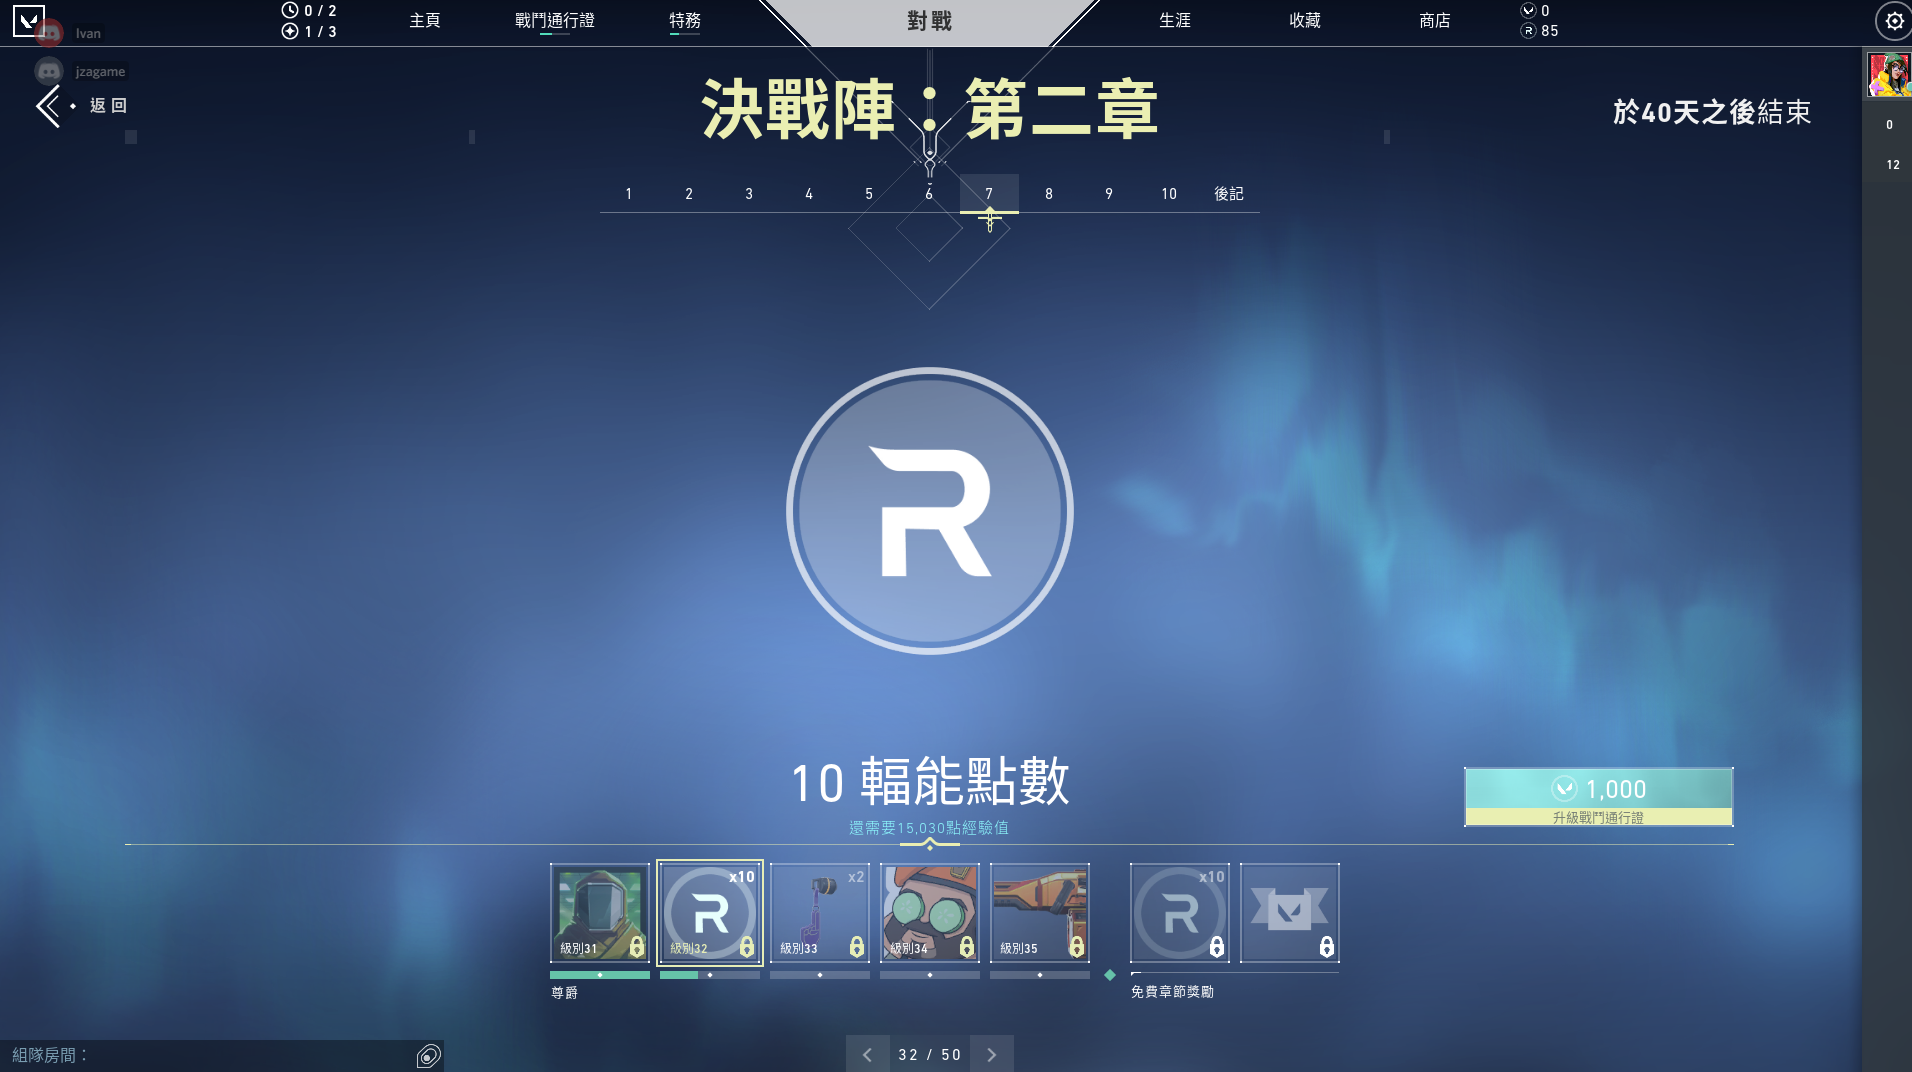 0 / 2
1 / 3
主頁
戰鬥通行證
特務
對戰
生涯
收藏
商店
0
85
Ivan
jzagame
返回
決戰陣：第二章
於40天之後結束
0
12
1 2 3 4 5 6 7 8 9 10 後記
R
10 輻能點數
還需要15,030點經驗值
1,000
升級戰鬥通行證
級別31
x10
級別32
x2
級別33
級別34
級別35
x10
尊爵
免費章節獎勵
組隊房間：
32 / 50